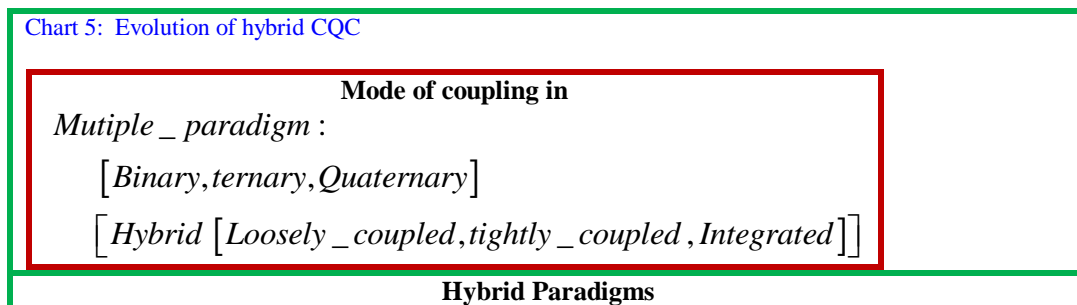 Chart 5: Evolution of hybrid CQC
Mode of coupling in
Mutiple _ paradigm :
[Binary,ternary,Quaternary]
[Hybrid [Loosely _ coupled,tightly _ coupled ,Integrated]]
Hybrid Paradigms